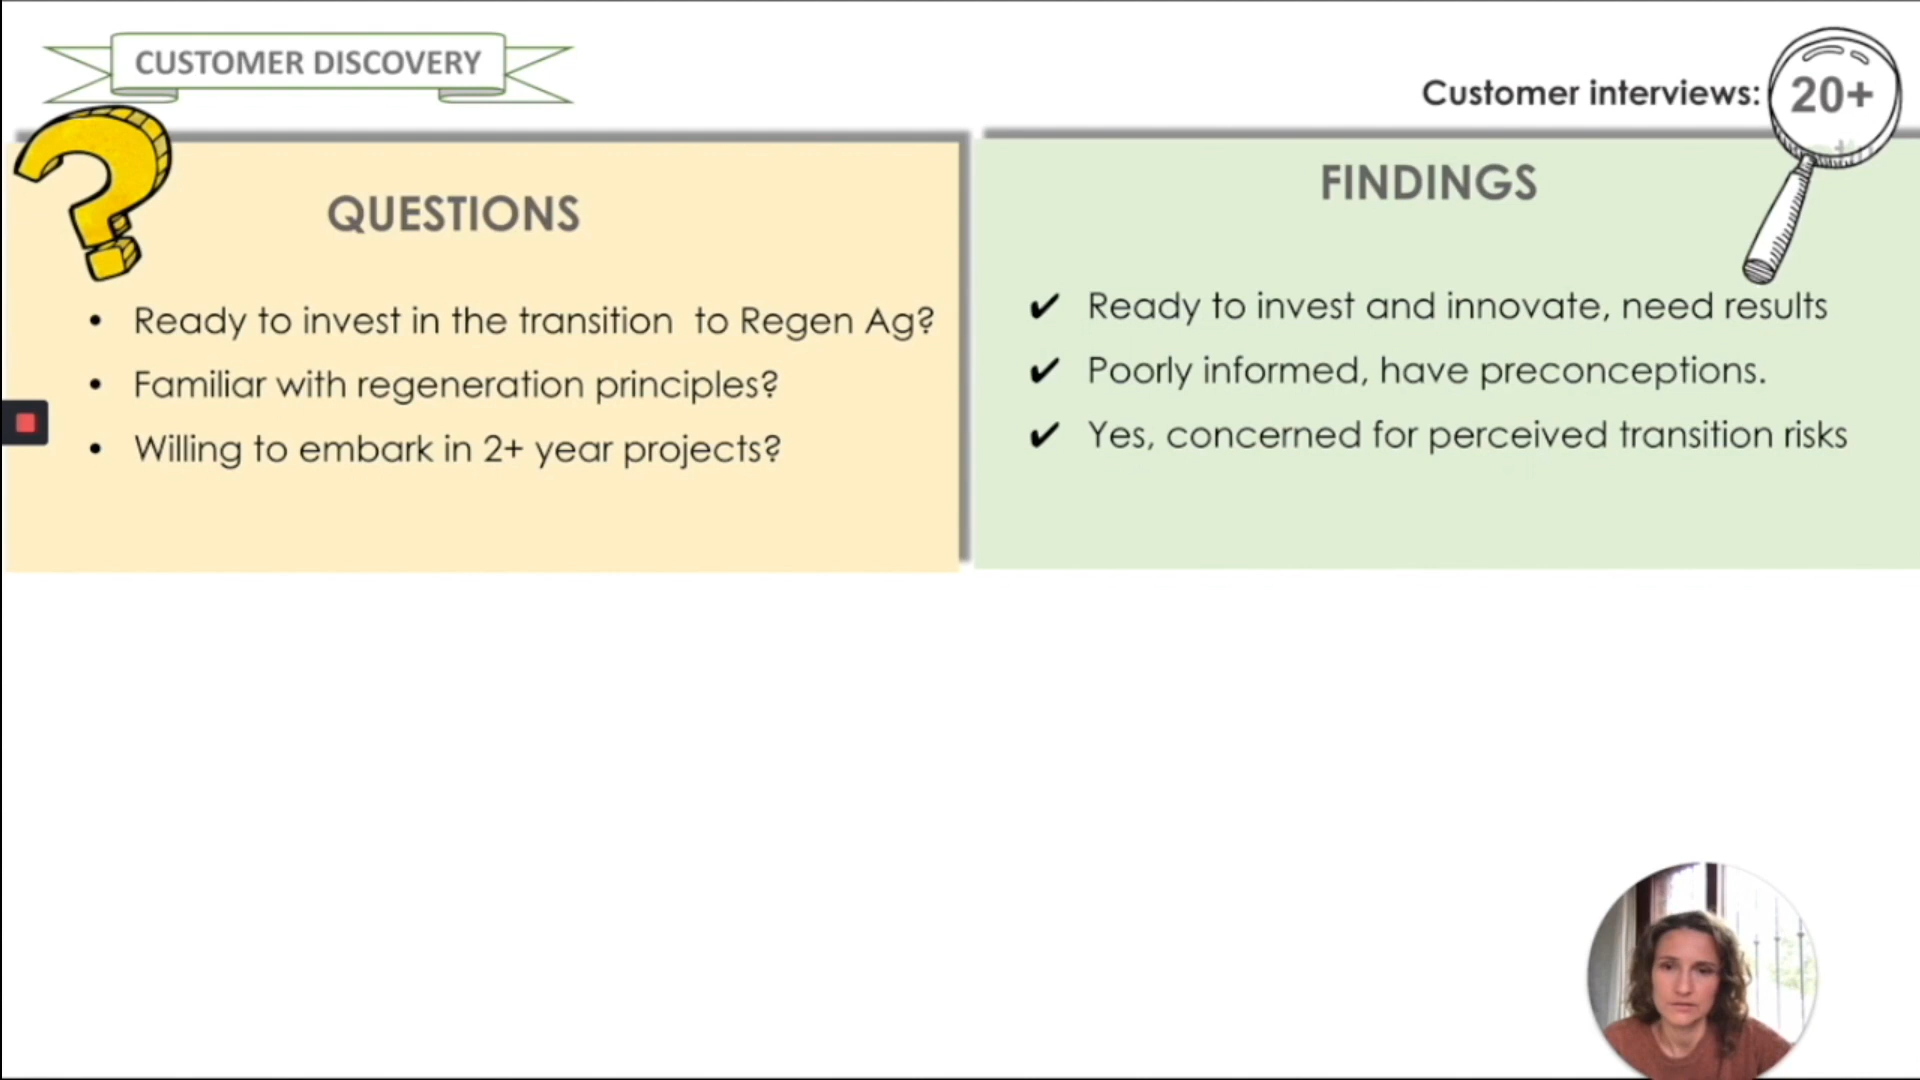 CUSTOMER DISCOVERY
Customer interviews: 20+
QUESTIONS
• Ready to invest in the transition to Regen Ag?
• Familiar with regeneration principles?
• Willing to embark in 2+ year projects?
FINDINGS
✔ Ready to invest and innovate, need results
✔ Poorly informed, have preconceptions.
✔ Yes, concerned for perceived transition risks